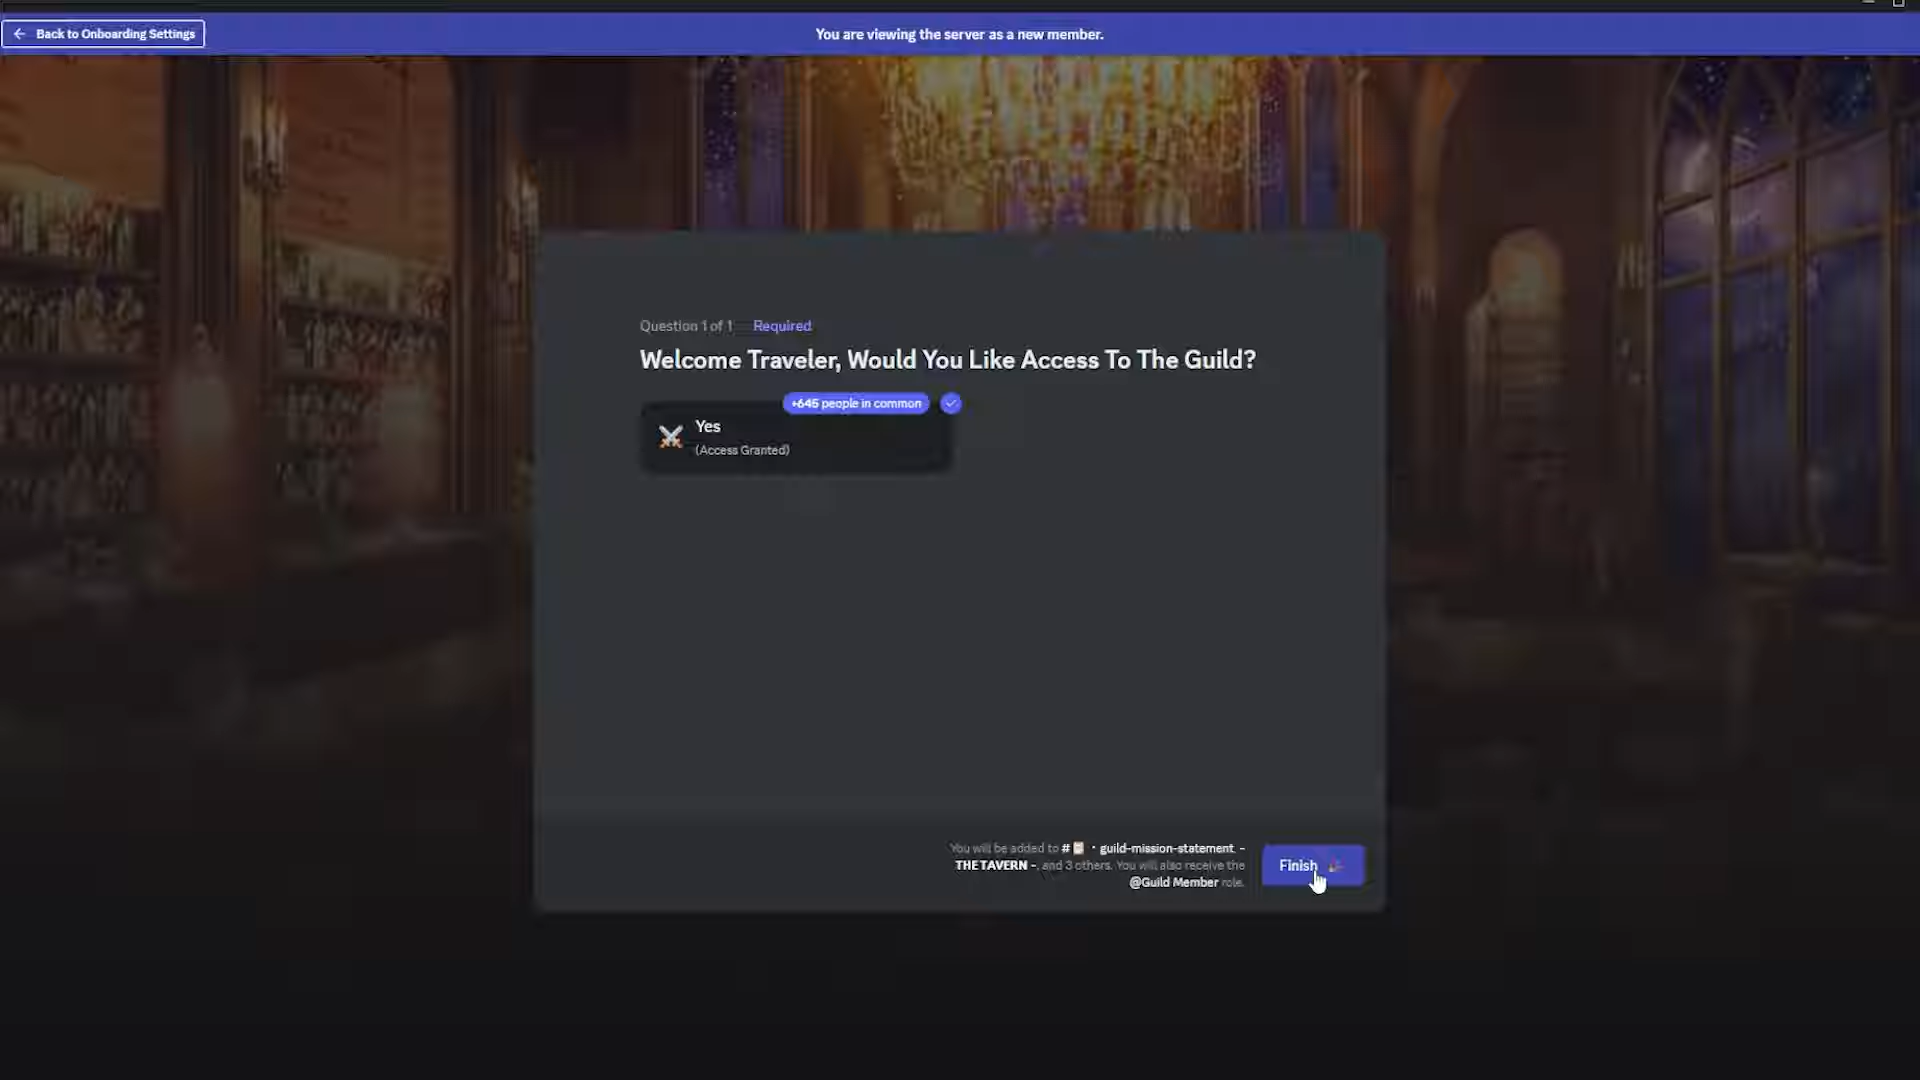 Back to Onboarding Settings
You are viewing the server as a new member.
Question 1 of 1 Required
Welcome Traveler, Would You Like Access To The Guild?
+645 people in common
Yes
(Access Granted)
You will be added to # 📋・guild-mission-statement -
THE TAVERN -, and 3 others. You will also receive the
@Guild Member role.
Finish